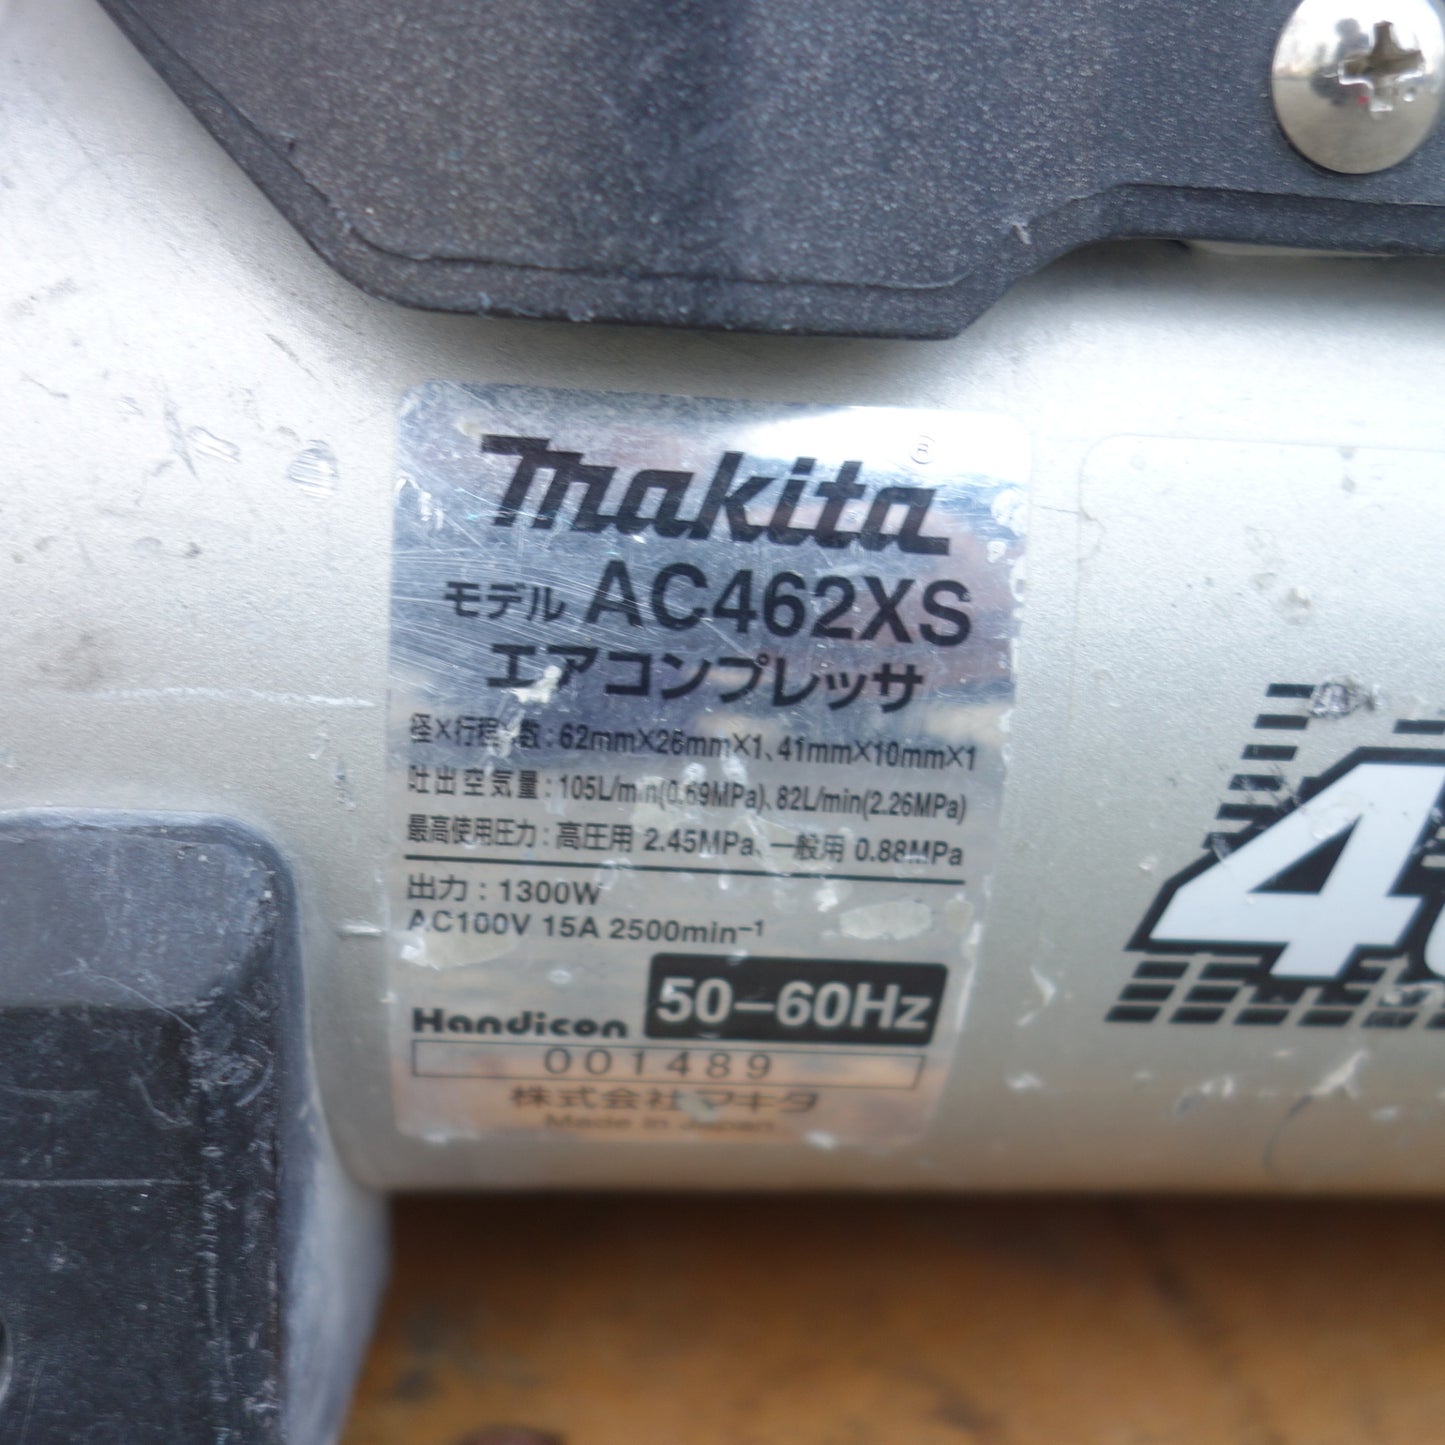 makita®
モデル AC462XS
エアコンプレッサ
径×行程×数:62mm×26mm×1、41mm×10mm×1
吐出空気量:105L/min(0.69MPa)、82L/min(2.26MPa)
最高使用圧力:高圧用 2.45MPa、一般用 0.88MPa
出力:1300W
AC100V 15A 2500min⁻¹
Handicon 50-60Hz
001489
株式会社マキタ
Made in Japan
4